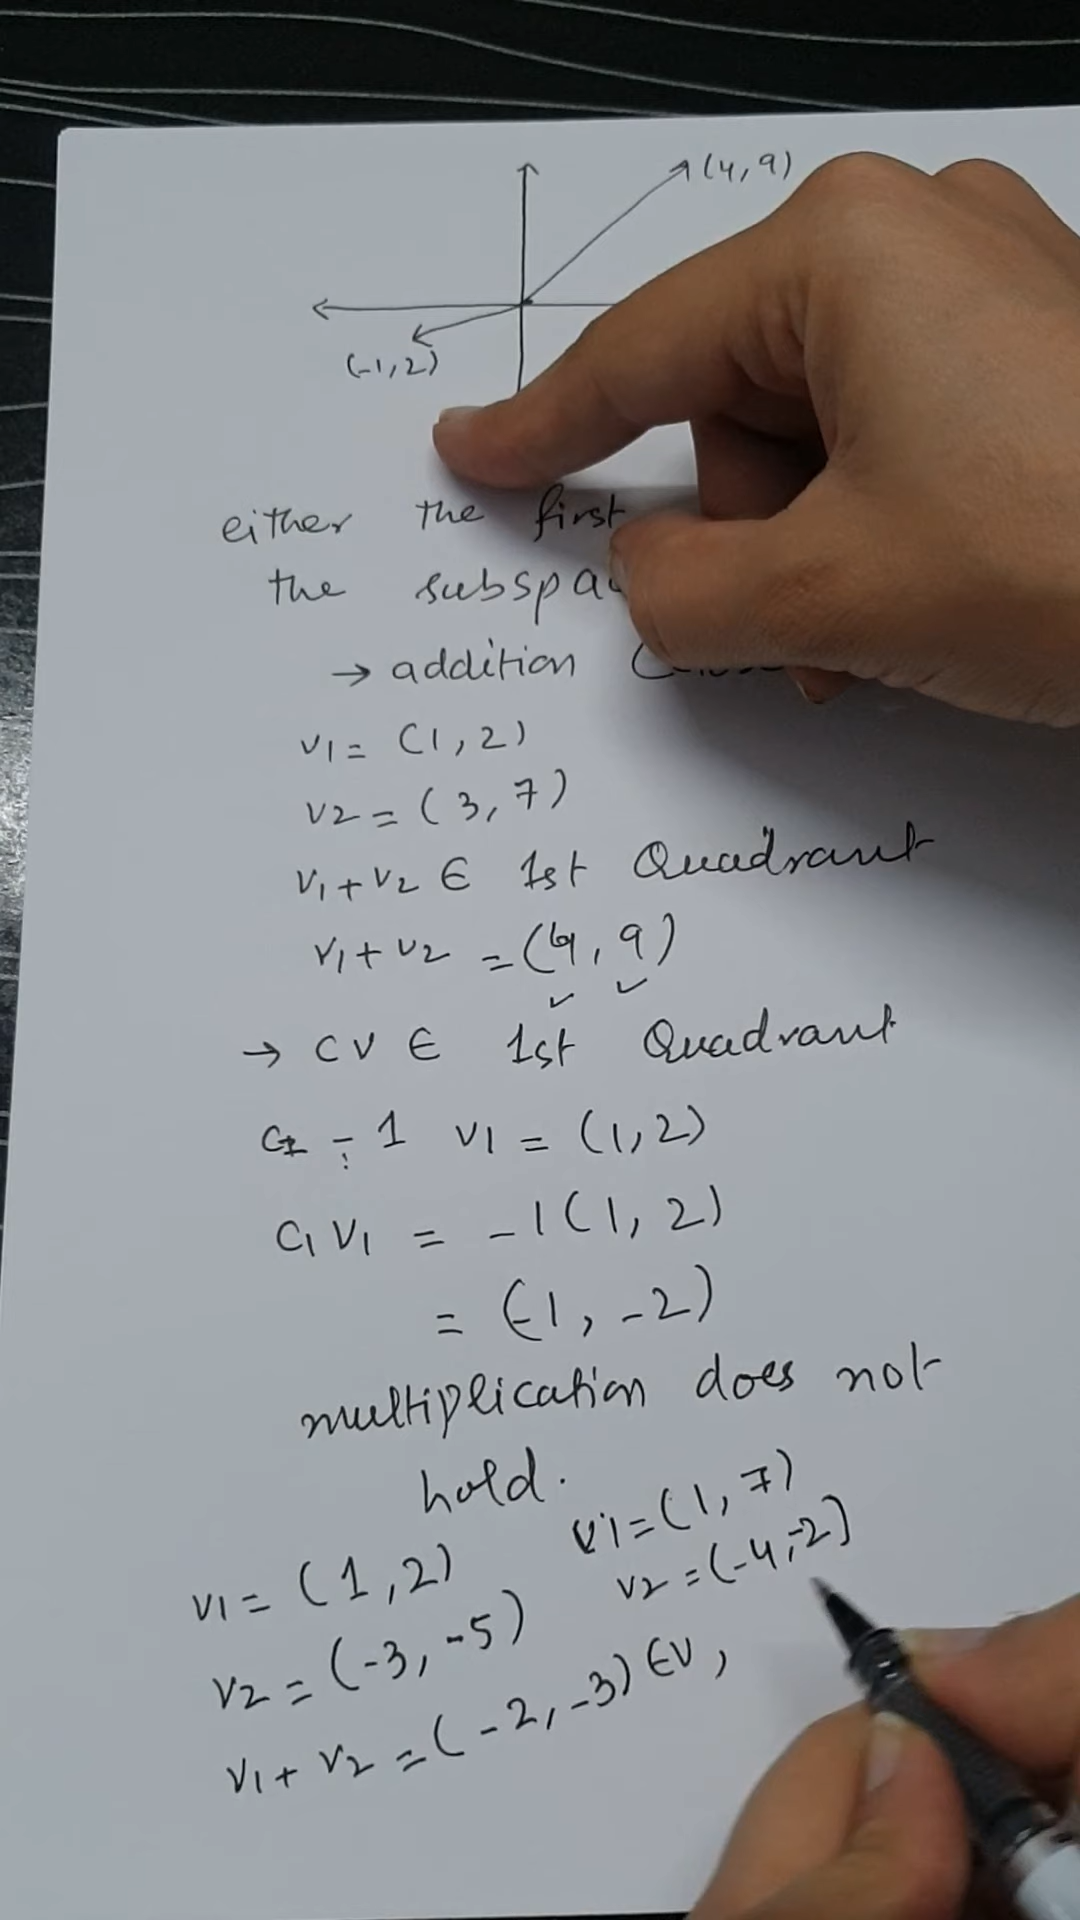 (4,9)
(-1,2)
either the first
the subspa
→ addition
v1 = (1,2)
v2 = (3,7)
v1+v2 ∈ 1st Quadrant
v1+v2 = (4,9)
→ cv ∈ 1st Quadrant
v1 = (1,2)
c1 v1 = -1(1,2)
= (-1,-2)
multiplication does not
hold.
v1 = (1,7)
v2 = (-4,-2)
v1 = (1,2)
v2 = (-3,-5)
v1+v2 = (-2,-3) ∈ V,